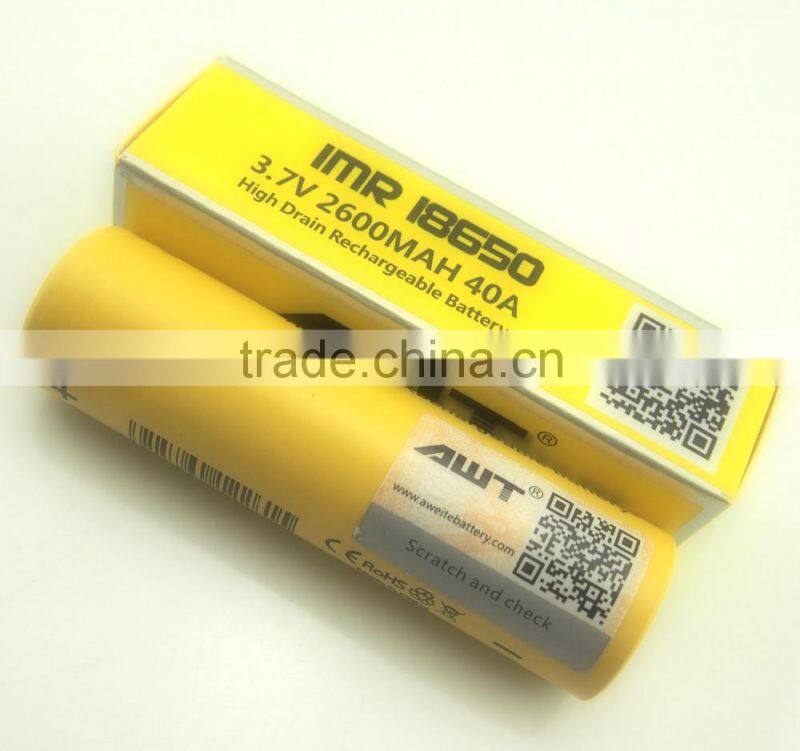 IMR 18650
3.7V 2600MAH 40A
High Drain Rechargeable Battery
trade.china.cn
®
AWT®
www.aweitebattery.com
Scratch and check
CE RoHS